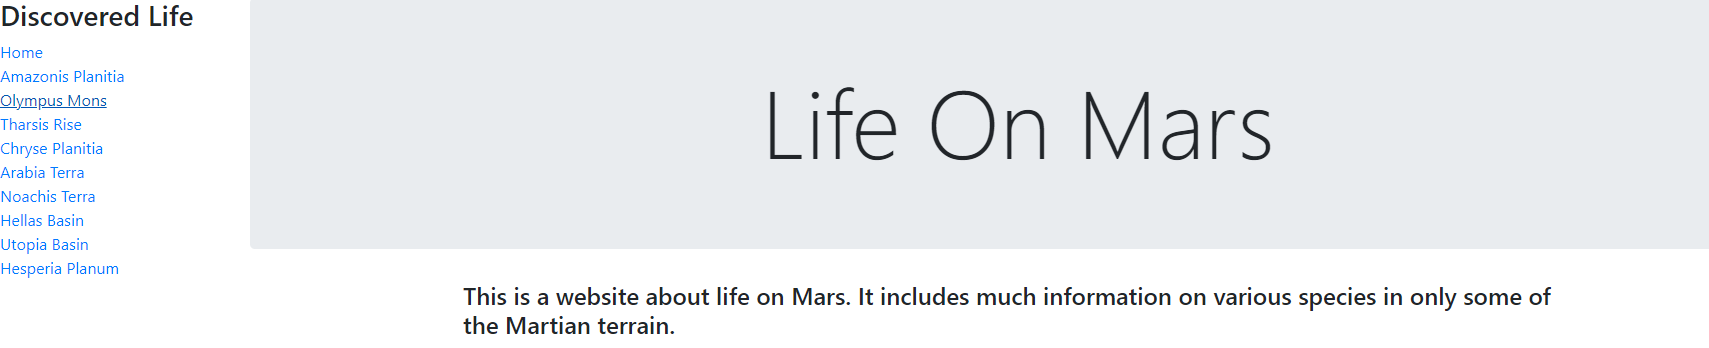 Discovered Life
Home
Amazonis Planitia
Olympus Mons
Tharsis Rise
Chryse Planitia
Arabia Terra
Noachis Terra
Hellas Basin
Utopia Basin
Hesperia Planum
Life On Mars
This is a website about life on Mars. It includes much information on various species in only some of
the Martian terrain.